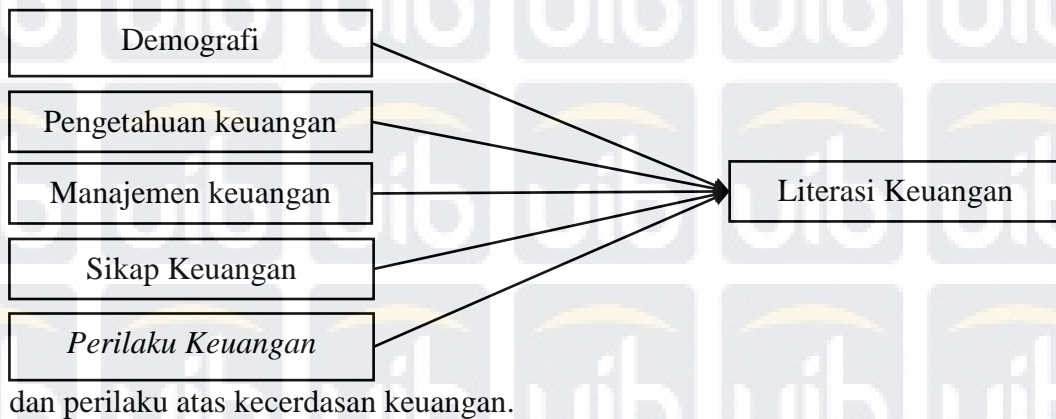 Demografi
Pengetahuan keuangan
Manajemen keuangan
Literasi Keuangan
Sikap Keuangan
Perilaku Keuangan
dan perilaku atas kecerdasan keuangan.